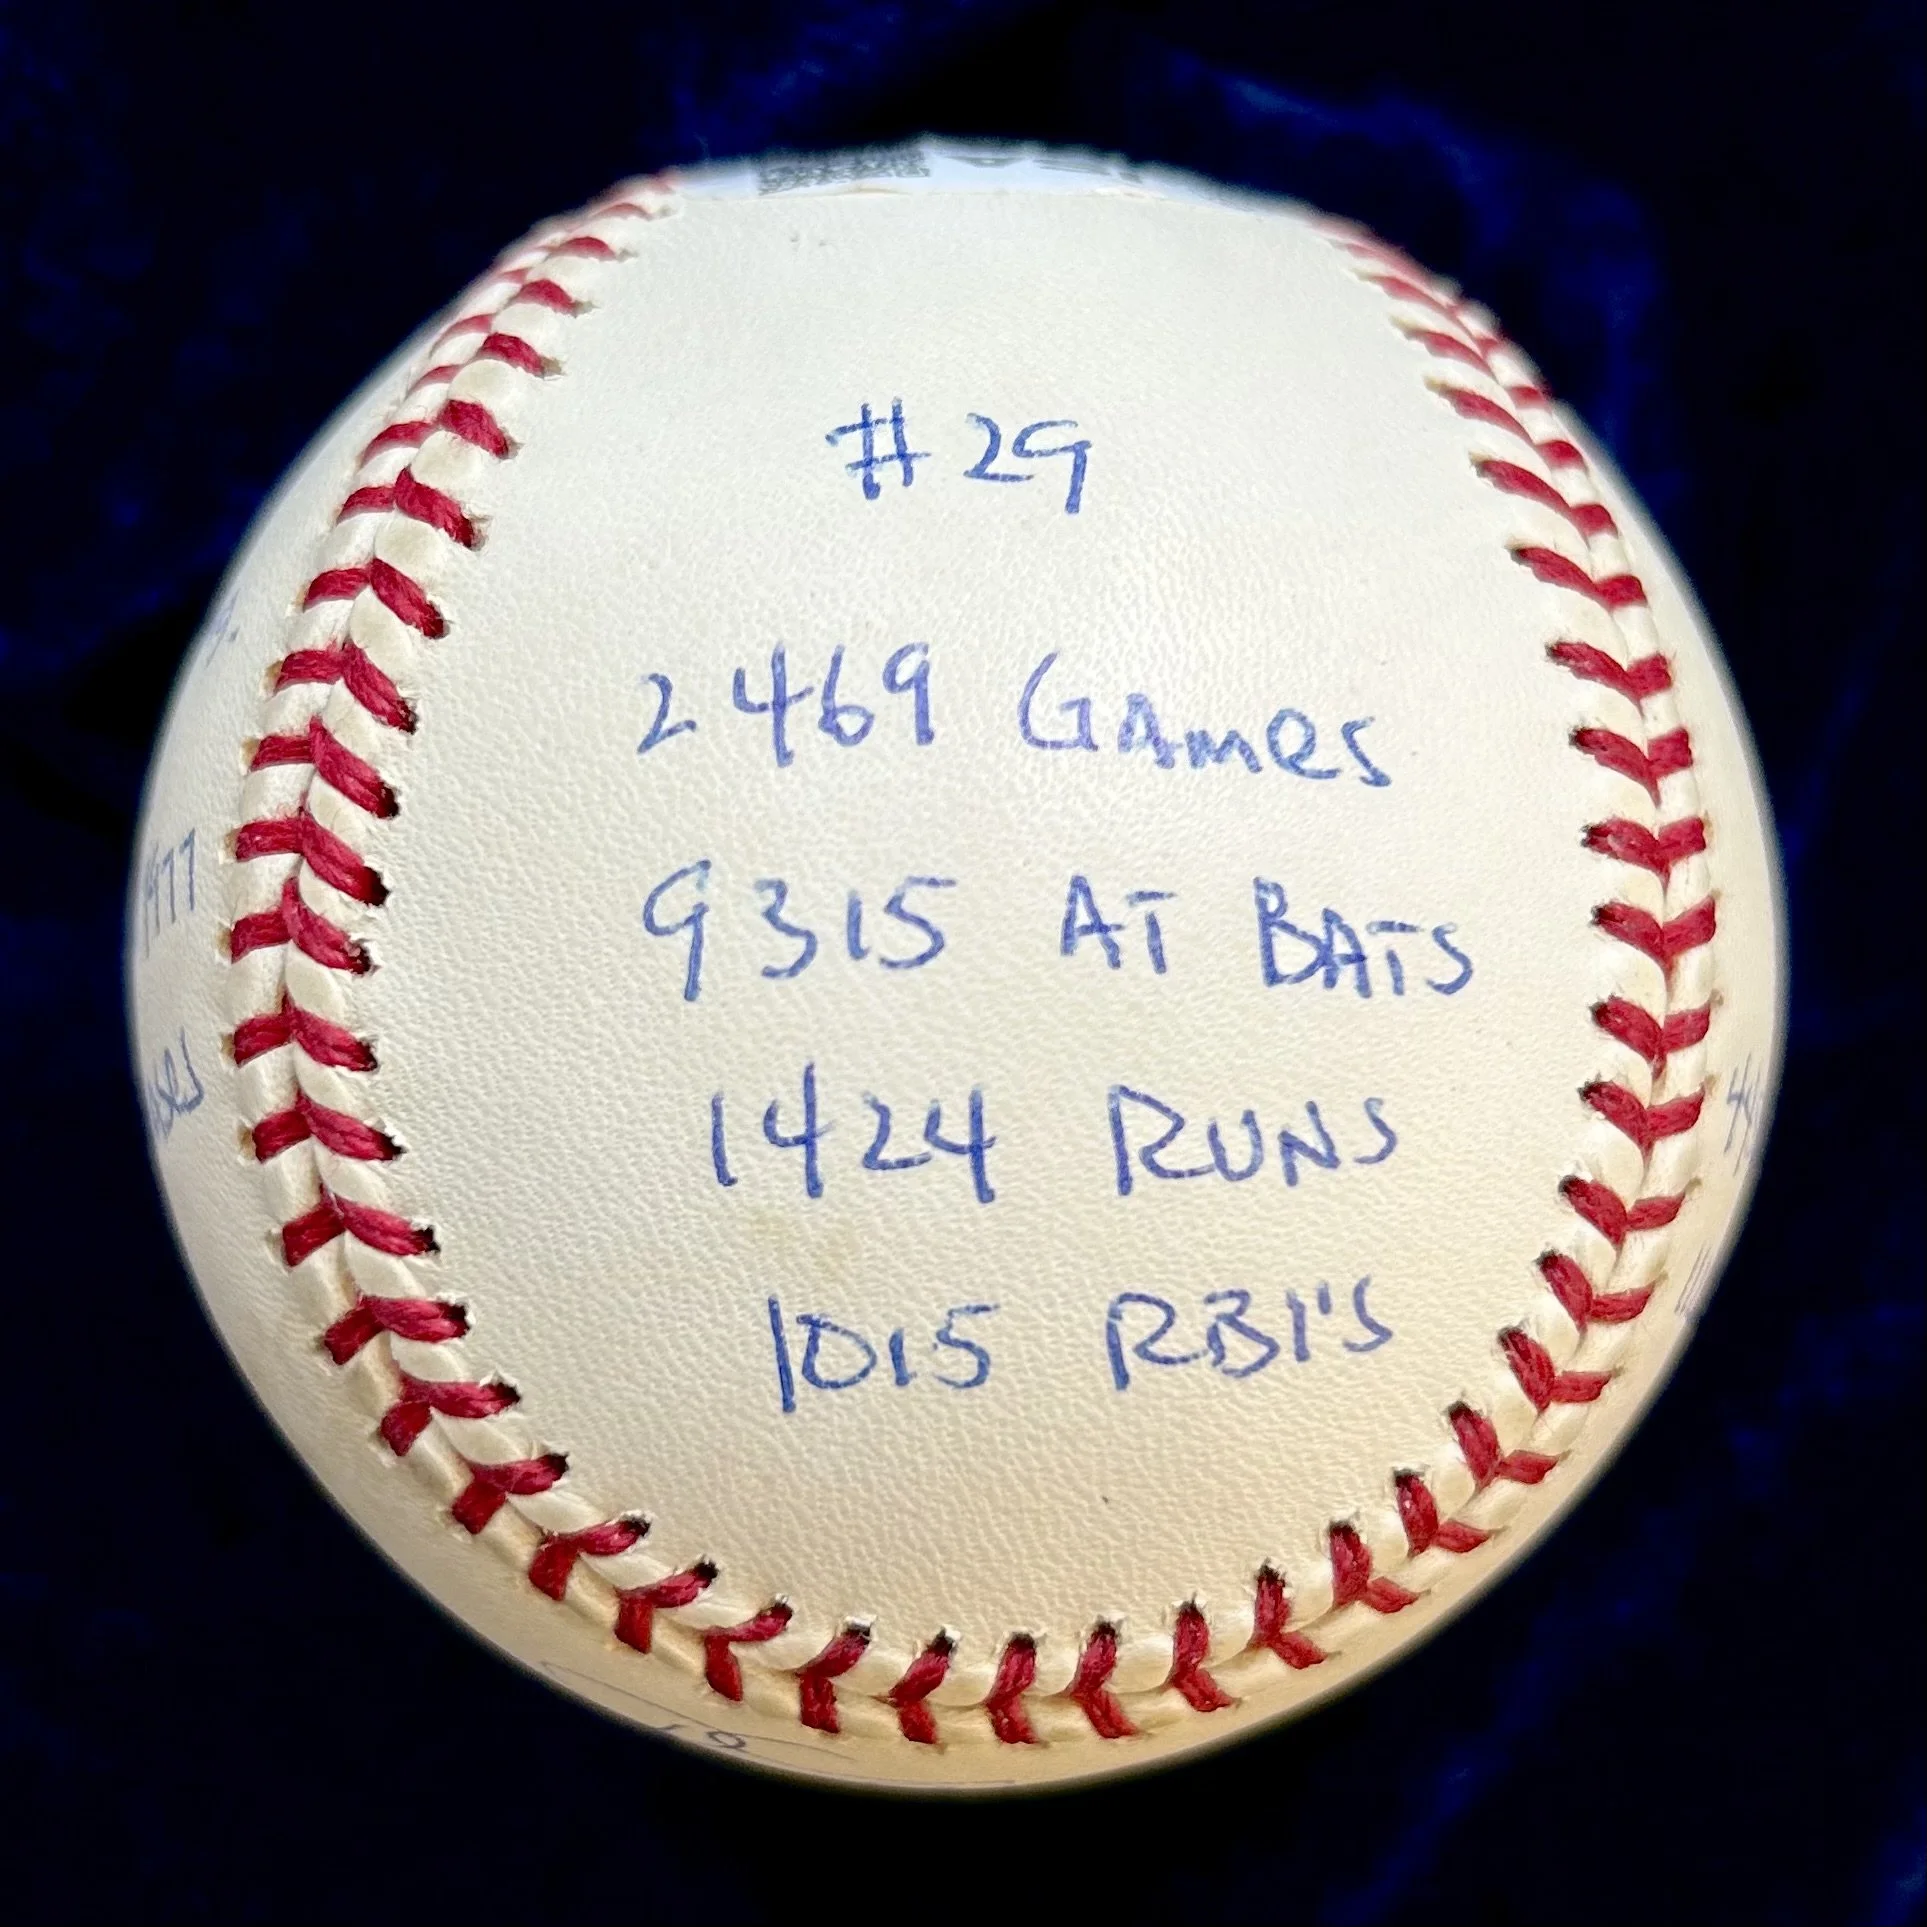 #29
2469 Games
9315 AT BATS
1424 RUNS
1015 RBI'S